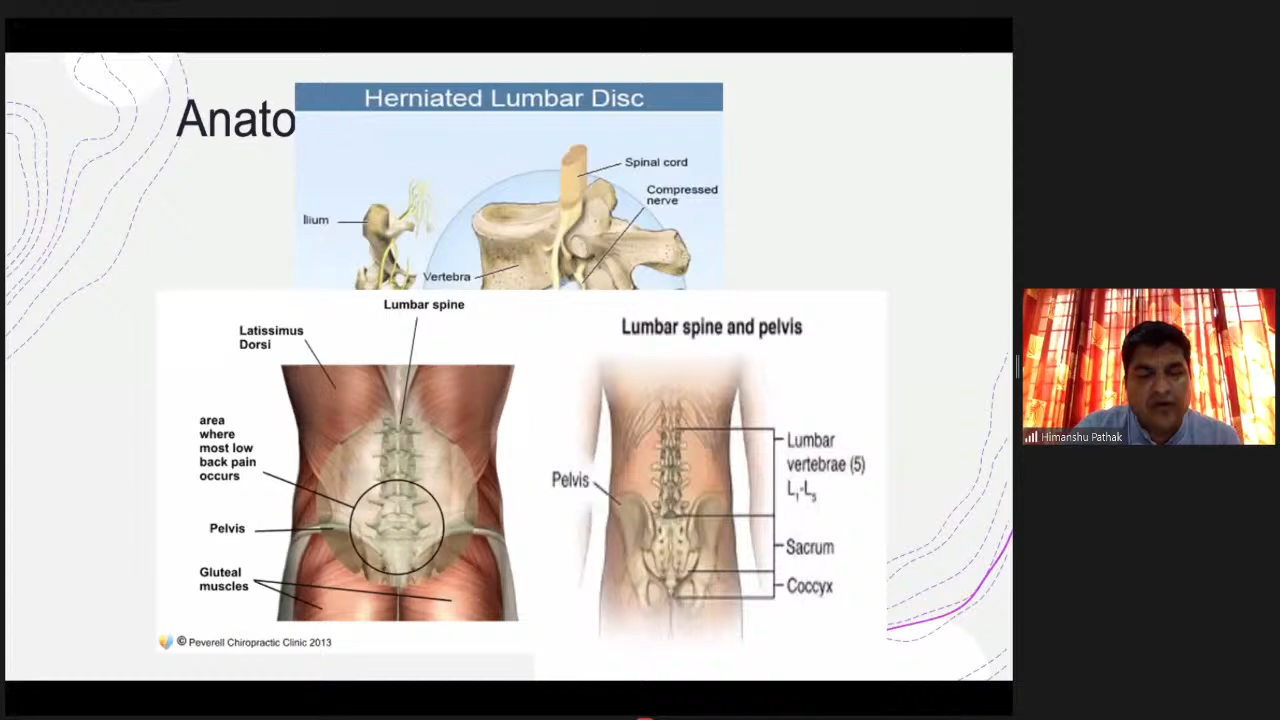 Anato
Herniated Lumbar Disc
Spinal cord
Compressed
nerve
Ilium
Vertebra
Lumbar spine
Latissimus
Dorsi
area
where
most low
back pain
occurs
Pelvis
Gluteal
muscles
© Peverell Chiropractic Clinic 2013
Lumbar spine and pelvis
Pelvis
Lumbar
vertebrae (5)
L1-L5
Sacrum
Coccyx
Himanshu Pathak